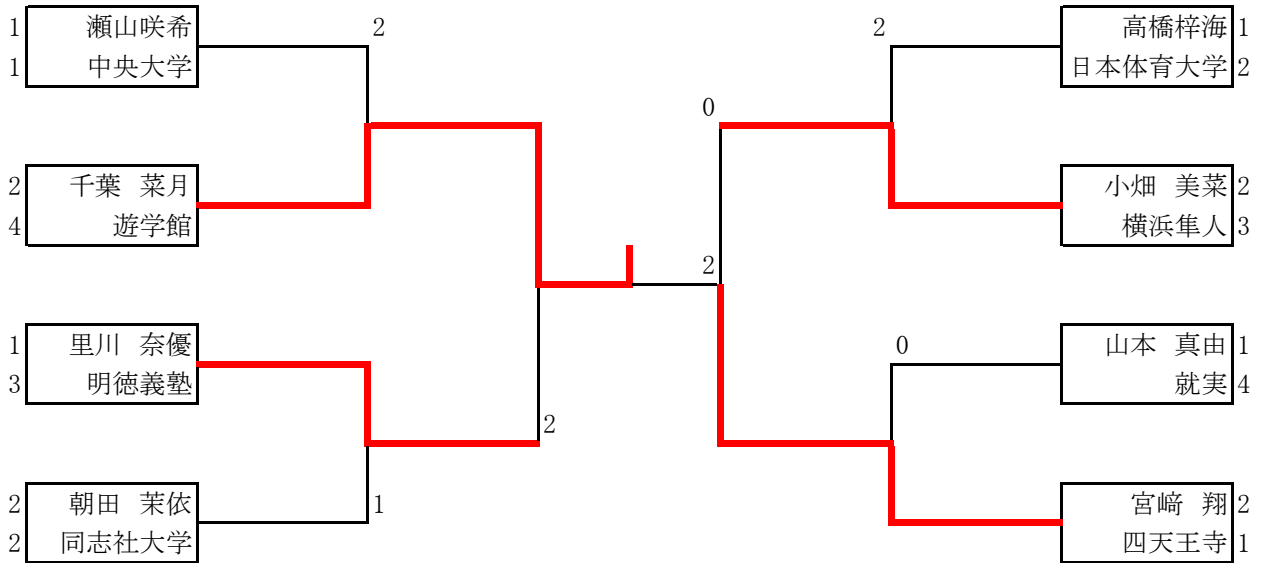 1 瀬山咲希
1 中央大学
2
2 千葉 菜月
4 遊学館
1 里川 奈優
3 明徳義塾
2
2 朝田 茉依
2 同志社大学
1
2
高橋梓海 1
日本体育大学 2
0
小畑 美菜 2
横浜隼人 3
2
0
山本 真由 1
就実 4
宮﨑 翔 2
四天王寺 1